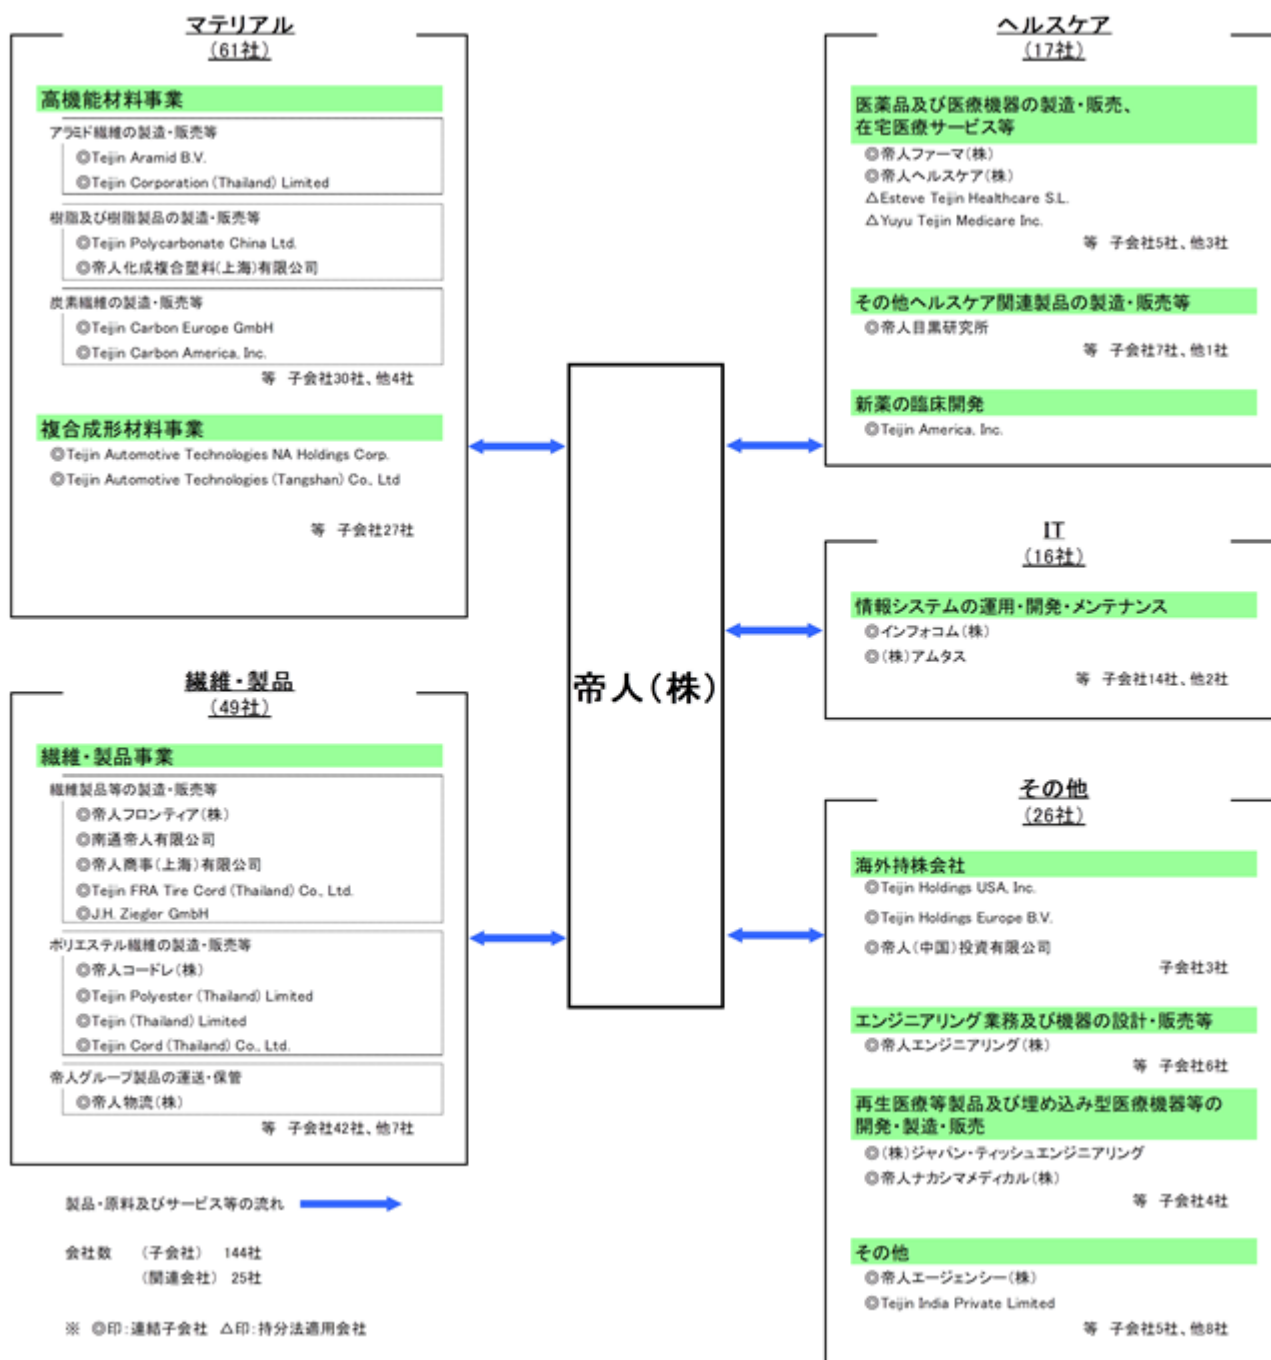 マテリアル
(61社)
高機能材料事業
アラミド繊維の製造・販売等
◎Teijin Aramid B.V.
◎Teijin Corporation (Thailand) Limited
樹脂及び樹脂製品の製造・販売等
◎Teijin Polycarbonate China Ltd.
◎帝人化成複合塑料(上海)有限公司
炭素繊維の製造・販売等
◎Teijin Carbon Europe GmbH
◎Teijin Carbon America, Inc.
等 子会社30社、他4社
複合成形材料事業
◎Teijin Automotive Technologies NA Holdings Corp.
◎Teijin Automotive Technologies (Tangshan) Co., Ltd
等 子会社27社
繊維・製品
(49社)
繊維・製品事業
繊維製品等の製造・販売等
◎帝人フロンティア(株)
◎南通帝人有限公司
◎帝人商事(上海)有限公司
◎Teijin FRA Tire Cord (Thailand) Co., Ltd.
◎J.H. Ziegler GmbH
ポリエステル繊維の製造・販売等
◎帝人コードレ(株)
◎Teijin Polyester (Thailand) Limited
◎Teijin (Thailand) Limited
◎Teijin Cord (Thailand) Co., Ltd.
帝人グループ製品の運送・保管
◎帝人物流(株)
等 子会社42社、他7社
製品・原料及びサービス等の流れ
会社数 (子会社) 144社
(関連会社) 25社
※ ◎印:連結子会社 △印:持分法適用会社
帝人(株)
ヘルスケア
(17社)
医薬品及び医療機器の製造・販売、
在宅医療サービス等
◎帝人ファーマ(株)
◎帝人ヘルスケア(株)
△Esteve Teijin Healthcare S.L.
△Yuyu Teijin Medicare Inc.
等 子会社5社、他3社
その他ヘルスケア関連製品の製造・販売等
◎帝人目黒研究所
等 子会社7社、他1社
新薬の臨床開発
◎Teijin America, Inc.
IT
(16社)
情報システムの運用・開発・メンテナンス
◎インフォコム(株)
◎(株)アムタス
等 子会社14社、他2社
その他
(26社)
海外持株会社
◎Teijin Holdings USA, Inc.
◎Teijin Holdings Europe B.V.
◎帝人(中国)投資有限公司
子会社3社
エンジニアリング業務及び機器の設計・販売等
◎帝人エンジニアリング(株)
等 子会社6社
再生医療等製品及び埋め込み型医療機器等の
開発・製造・販売
◎(株)ジャパン・ティッシュエンジニアリング
◎帝人ナカシマメディカル(株)
等 子会社4社
その他
◎帝人エージェンシー(株)
◎Teijin India Private Limited
等 子会社5社、他8社